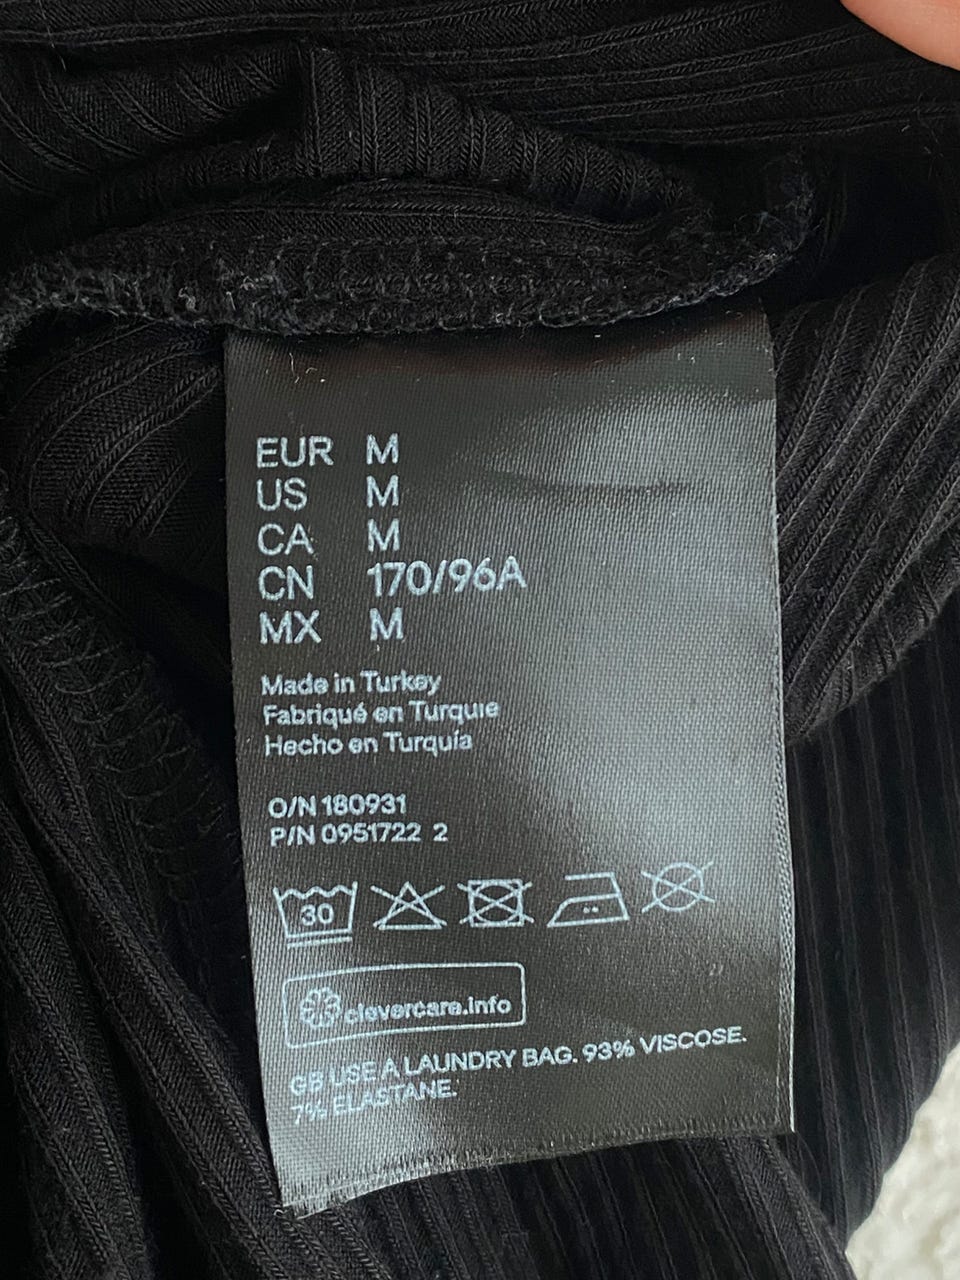 EUR M
US M
CA M
CN 170/96A
MX M
Made in Turkey
Fabriqué en Turquie
Hecho en Turquía
O/N 180931
P/N 0951722 2
30
clevercare.info
GB USE A LAUNDRY BAG. 93% VISCOSE.
7% ELASTANE.